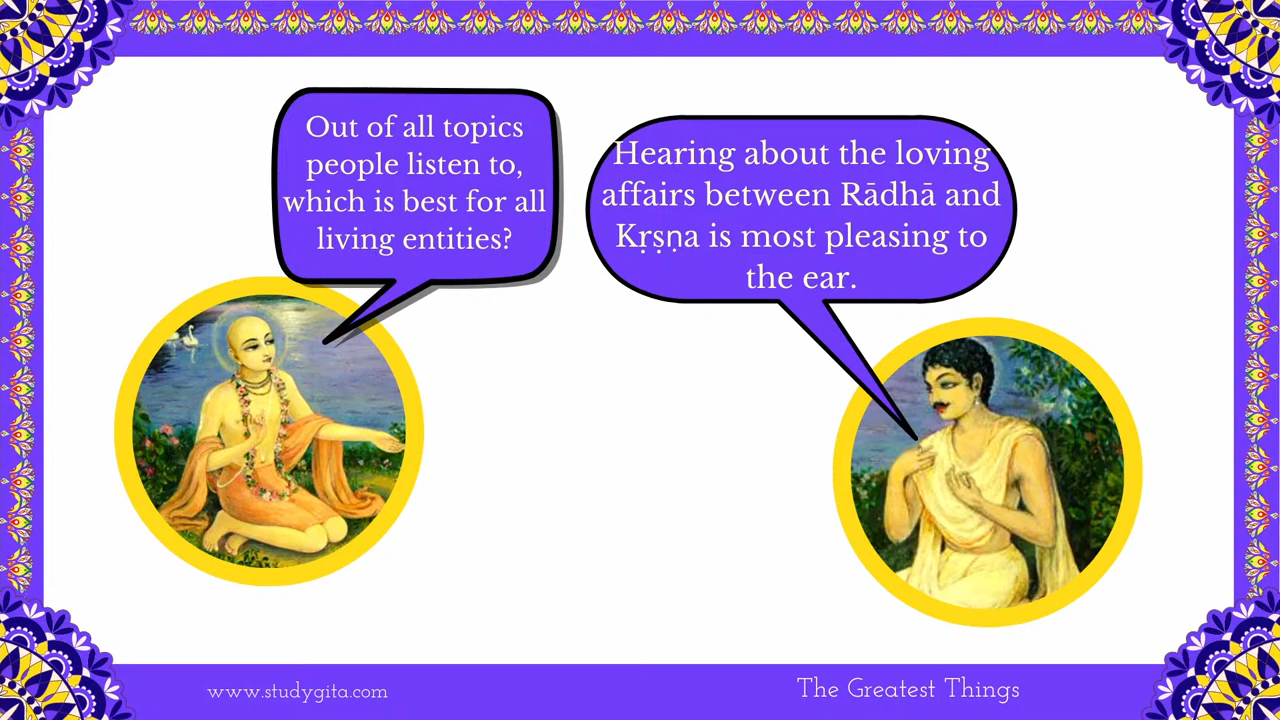 Out of all topics
people listen to,
which is best for all
living entities?
Hearing about the loving
affairs between Rādhā and
Kṛṣṇa is most pleasing to
the ear.
www.studygita.com
The Greatest Things